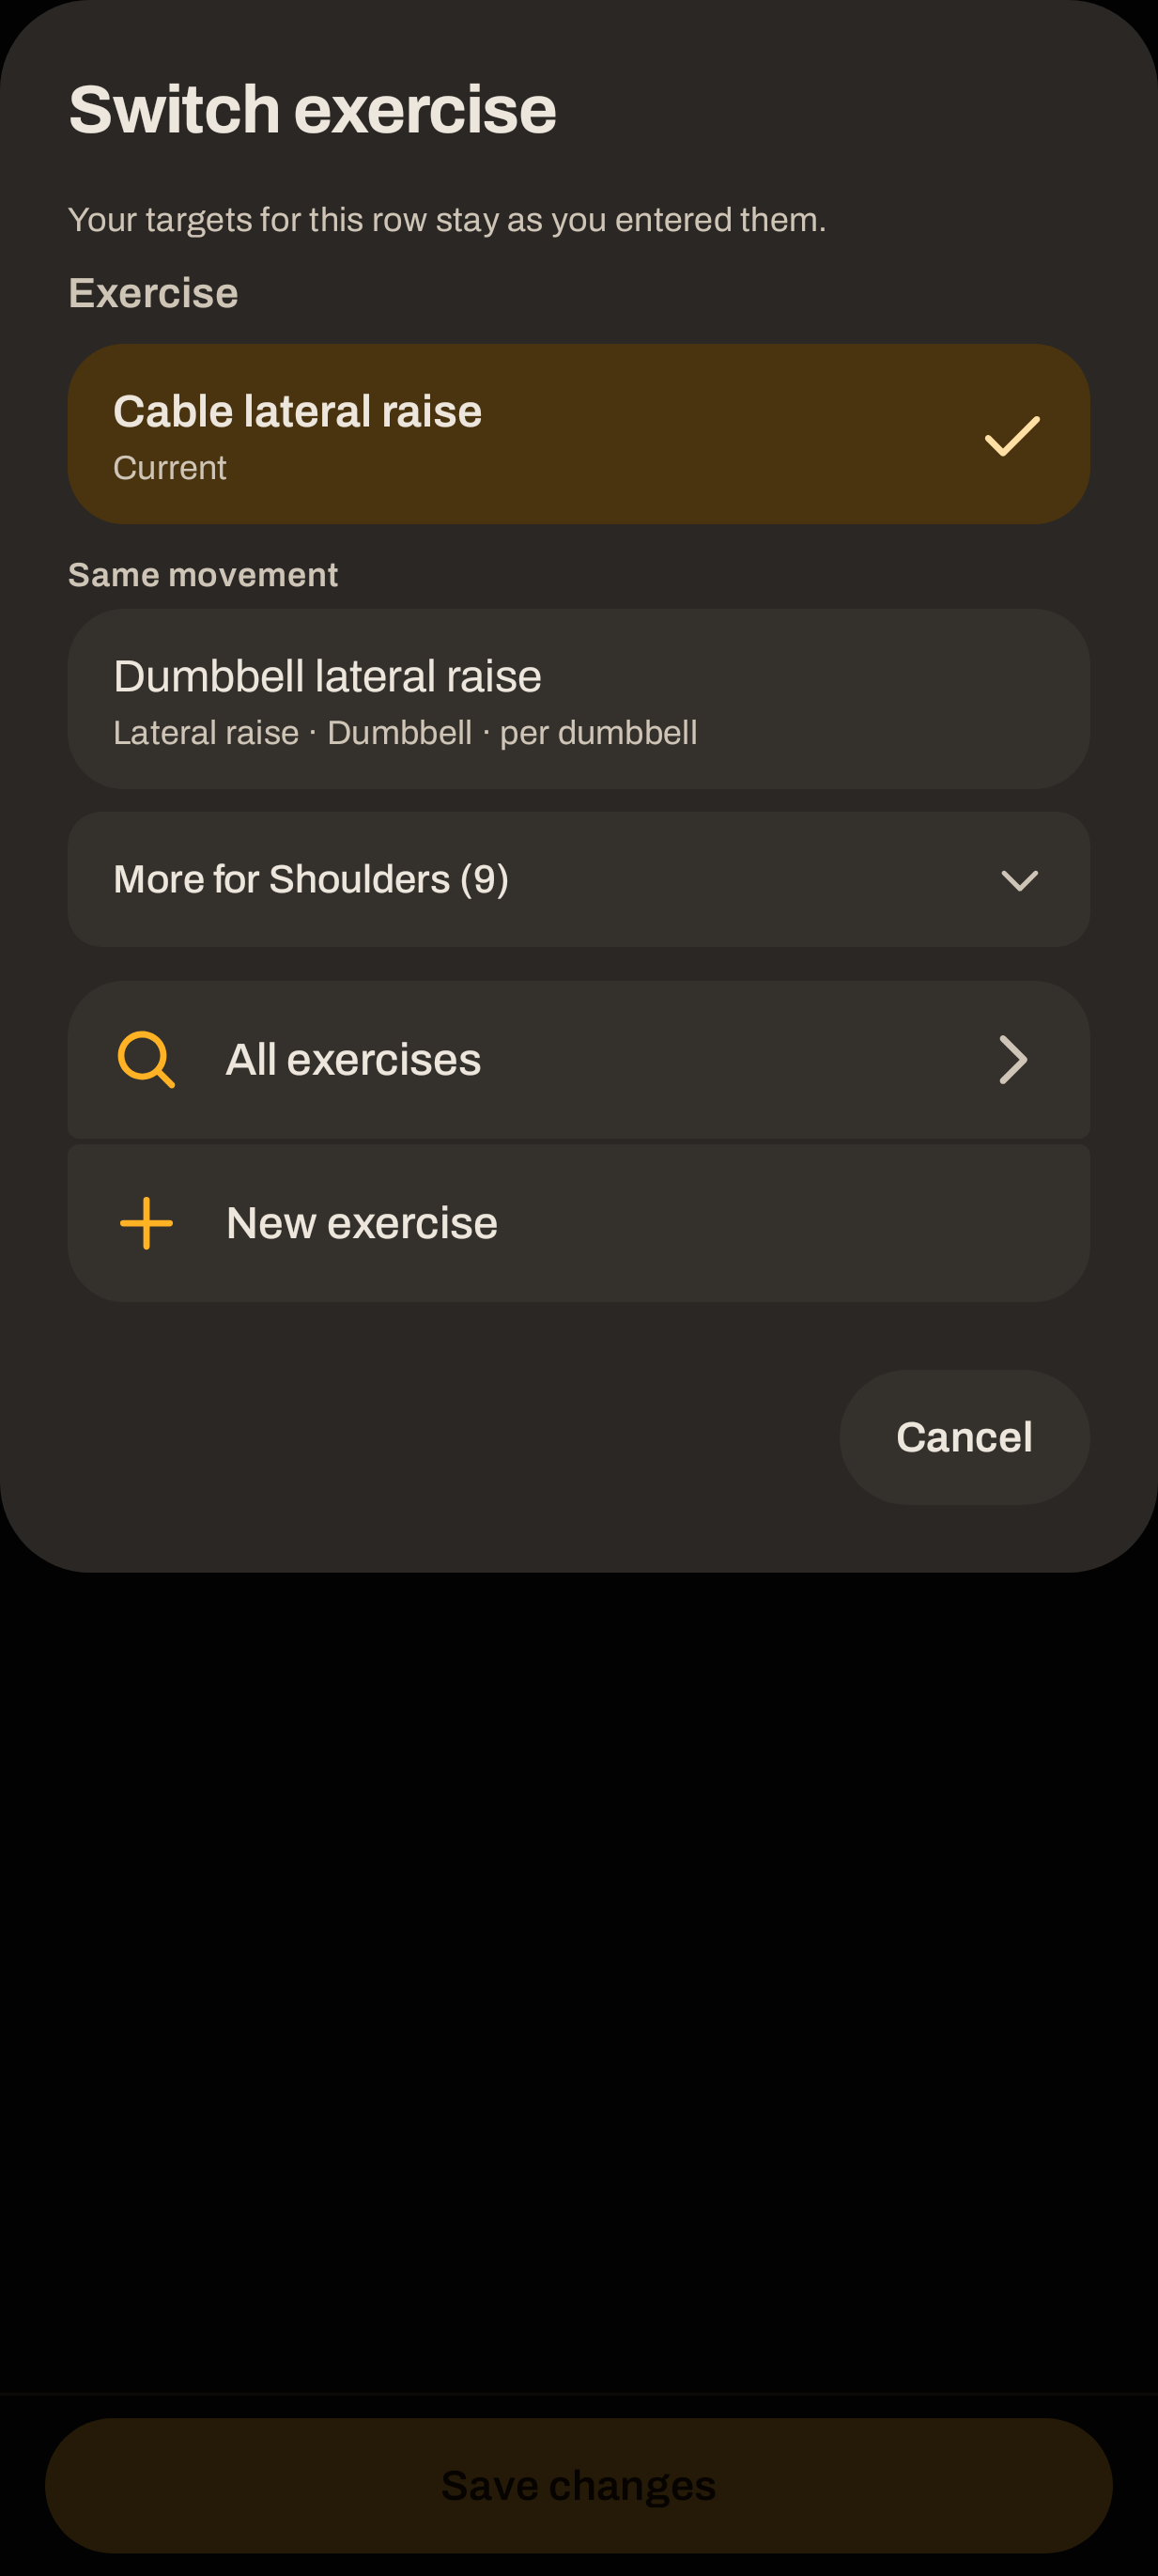 Switch exercise
Your targets for this row stay as you entered them.
Exercise
Cable lateral raise
Current
Same movement
Dumbbell lateral raise
Lateral raise · Dumbbell · per dumbbell
More for Shoulders (9)
All exercises
New exercise
Cancel
Save changes